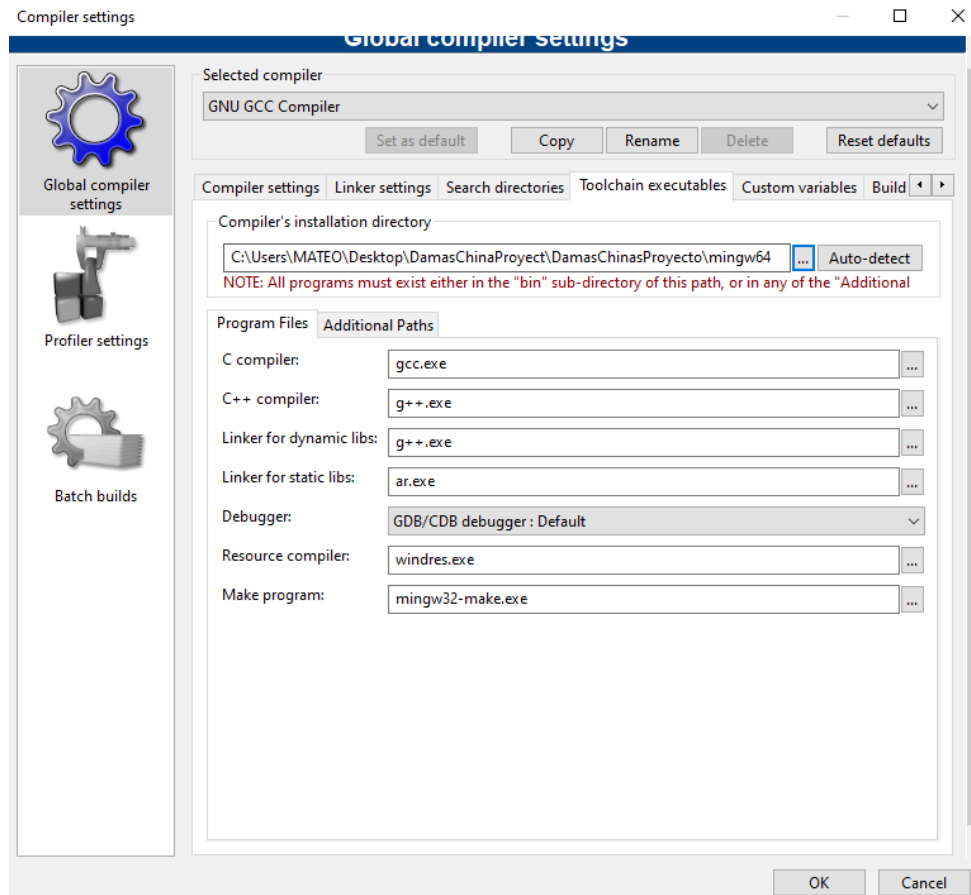 Compiler settings
Global compiler settings
Selected compiler
GNU GCC Compiler
Set as default
Copy
Rename
Delete
Reset defaults
Global compiler
settings
Profiler settings
Batch builds
Compiler settings
Linker settings
Search directories
Toolchain executables
Custom variables
Build
Compiler's installation directory
C:\Users\MATEO\Desktop\DamasChinaProyect\DamasChinasProyecto\mingw64
...
Auto-detect
NOTE: All programs must exist either in the "bin" sub-directory of this path, or in any of the "Additional
Program Files
Additional Paths
C compiler:
gcc.exe
...
C++ compiler:
g++.exe
...
Linker for dynamic libs:
g++.exe
...
Linker for static libs:
ar.exe
...
Debugger:
GDB/CDB debugger : Default
Resource compiler:
windres.exe
...
Make program:
mingw32-make.exe
...
OK
Cancel